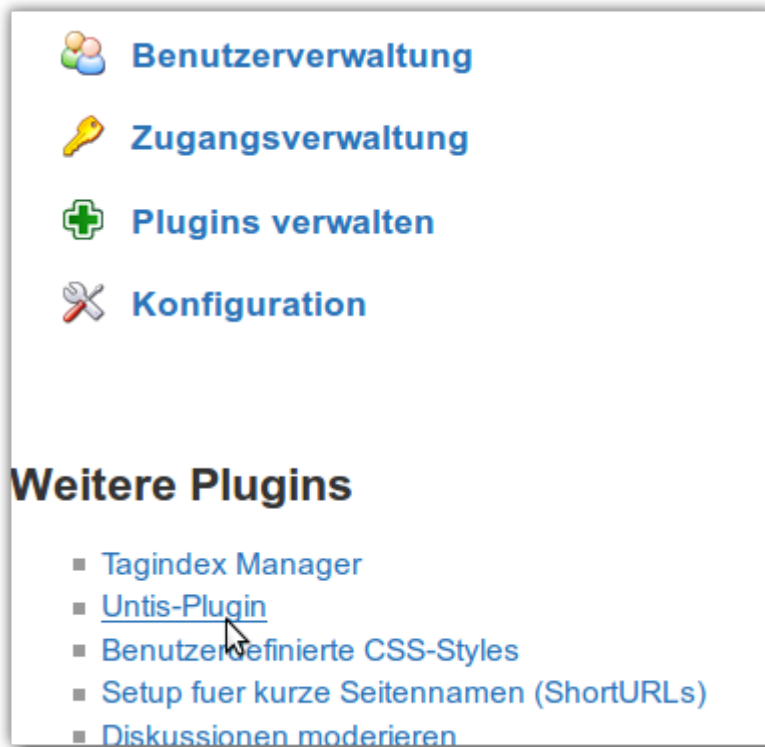 Benutzerverwaltung
Zugangsverwaltung
Plugins verwalten
Konfiguration
Weitere Plugins
Tagindex Manager
Untis-Plugin
Benutzerdefinierte CSS-Styles
Setup fuer kurze Seitennamen (ShortURLs)
Diskussionen moderieren